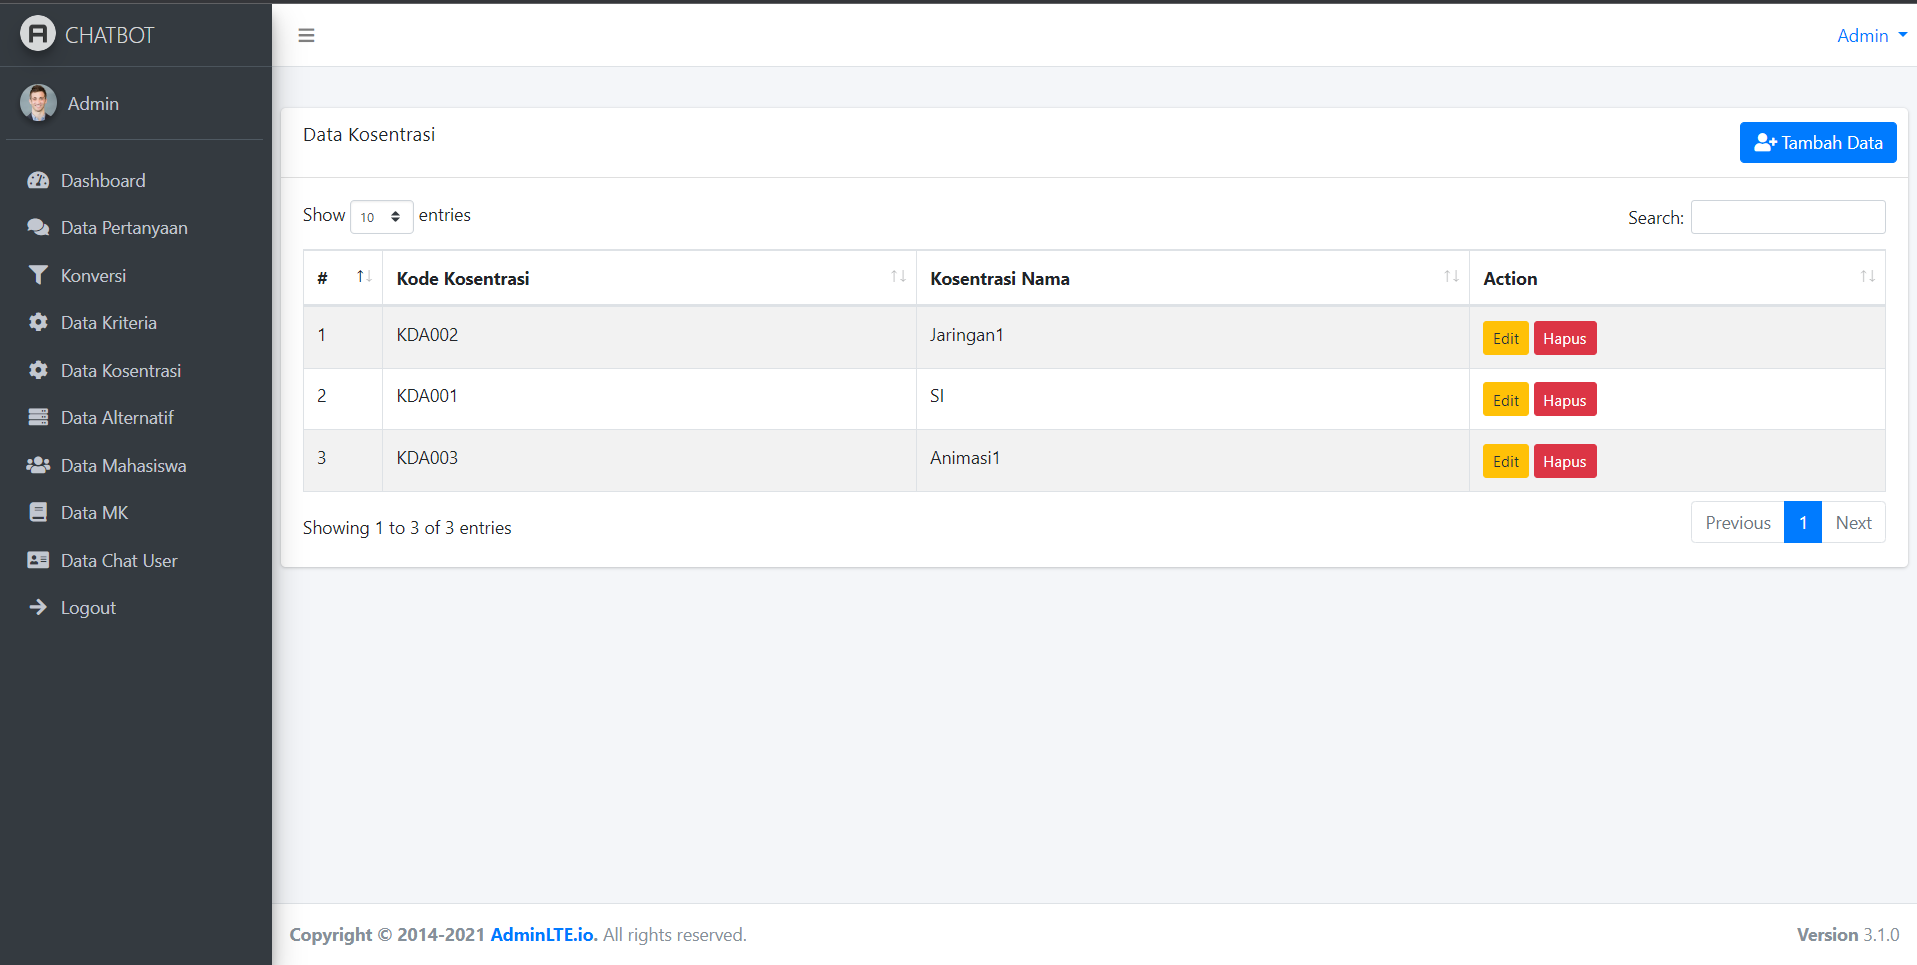 CHATBOT
Admin
Admin
Dashboard
Data Pertanyaan
Konversi
Data Kriteria
Data Kosentrasi
Data Alternatif
Data Mahasiswa
Data MK
Data Chat User
Logout
Data Kosentrasi
Tambah Data
Show 10 entries
Search:
# Kode Kosentrasi Kosentrasi Nama Action
1 KDA002 Jaringan1 Edit Hapus
2 KDA001 SI Edit Hapus
3 KDA003 Animasi1 Edit Hapus
Showing 1 to 3 of 3 entries
Previous 1 Next
Copyright © 2014-2021 AdminLTE.io. All rights reserved.
Version 3.1.0